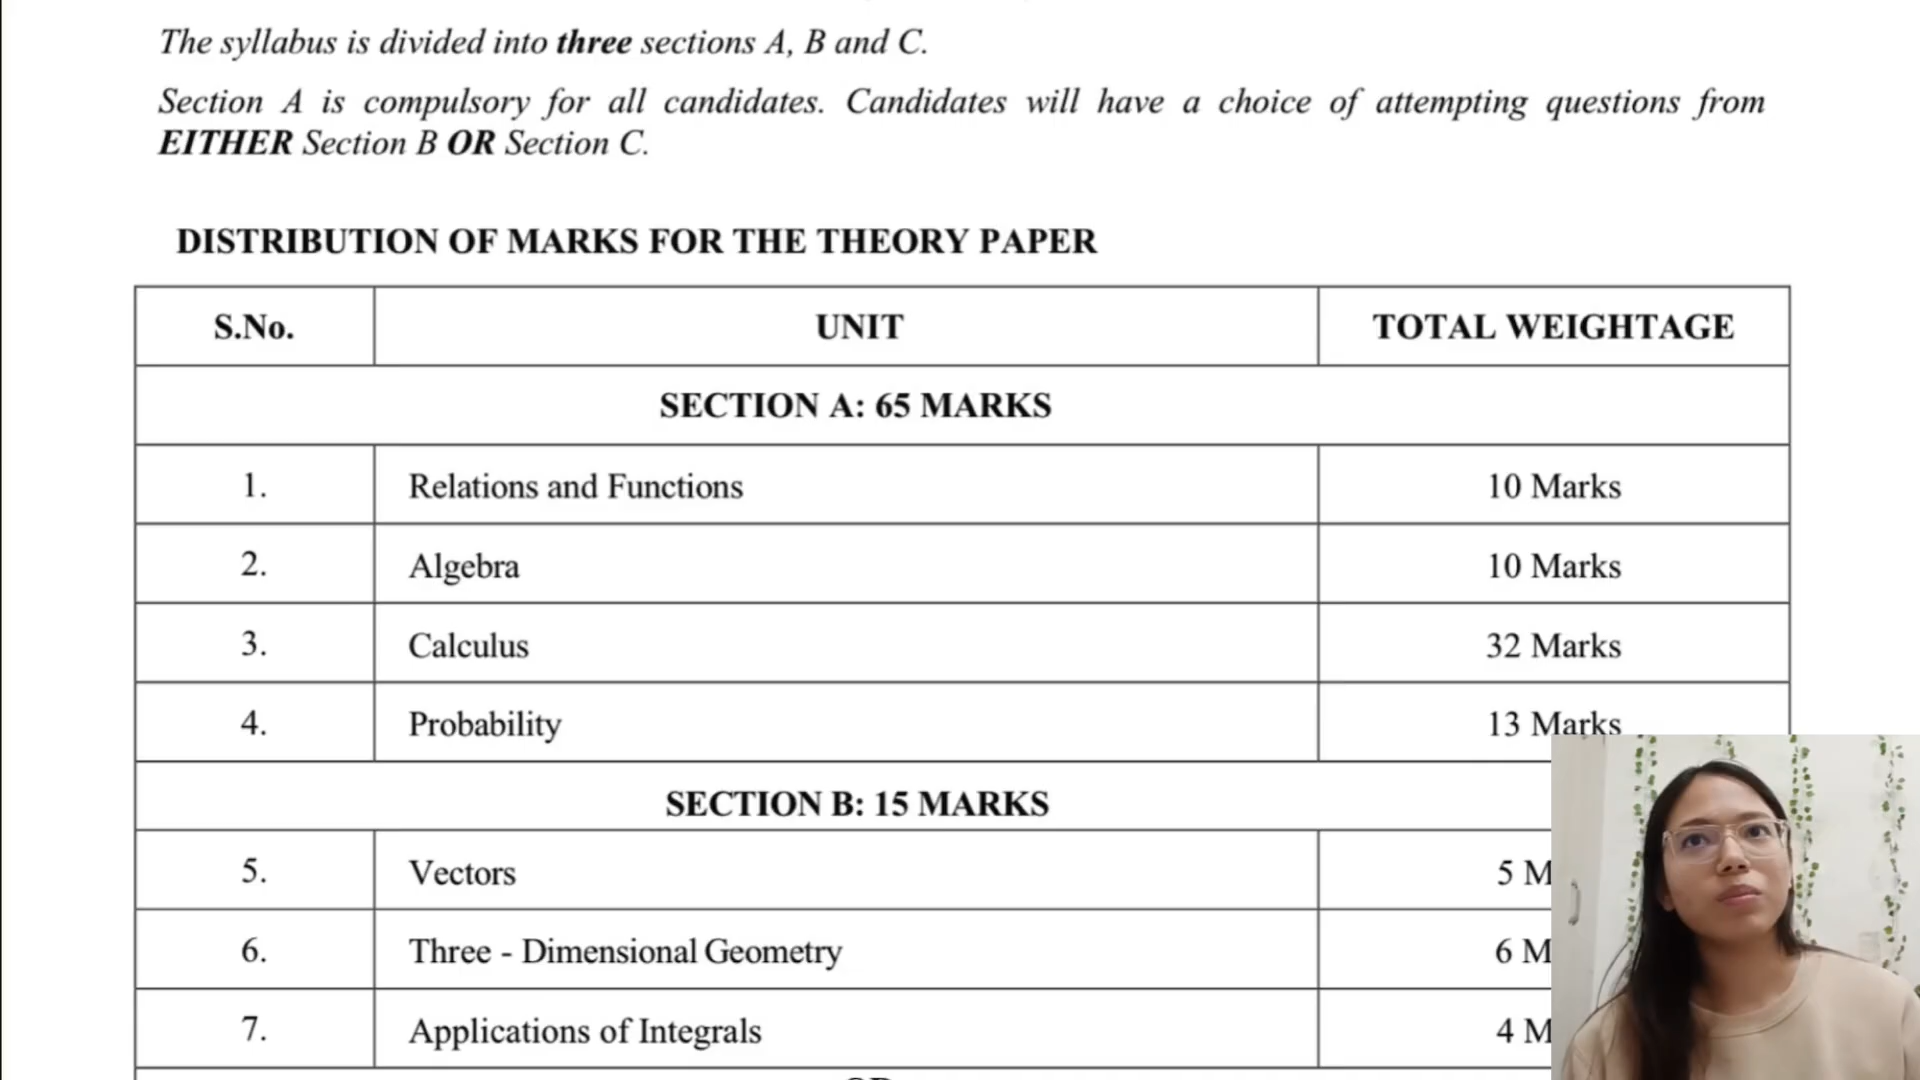 The syllabus is divided into three sections A, B and C.
Section A is compulsory for all candidates. Candidates will have a choice of attempting questions from
EITHER Section B OR Section C.
DISTRIBUTION OF MARKS FOR THE THEORY PAPER
S.No. UNIT TOTAL WEIGHTAGE
SECTION A: 65 MARKS
1. Relations and Functions 10 Marks
2. Algebra 10 Marks
3. Calculus 32 Marks
4. Probability 13 Marks
SECTION B: 15 MARKS
5. Vectors 5 M
6. Three - Dimensional Geometry 6 M
7. Applications of Integrals 4 M